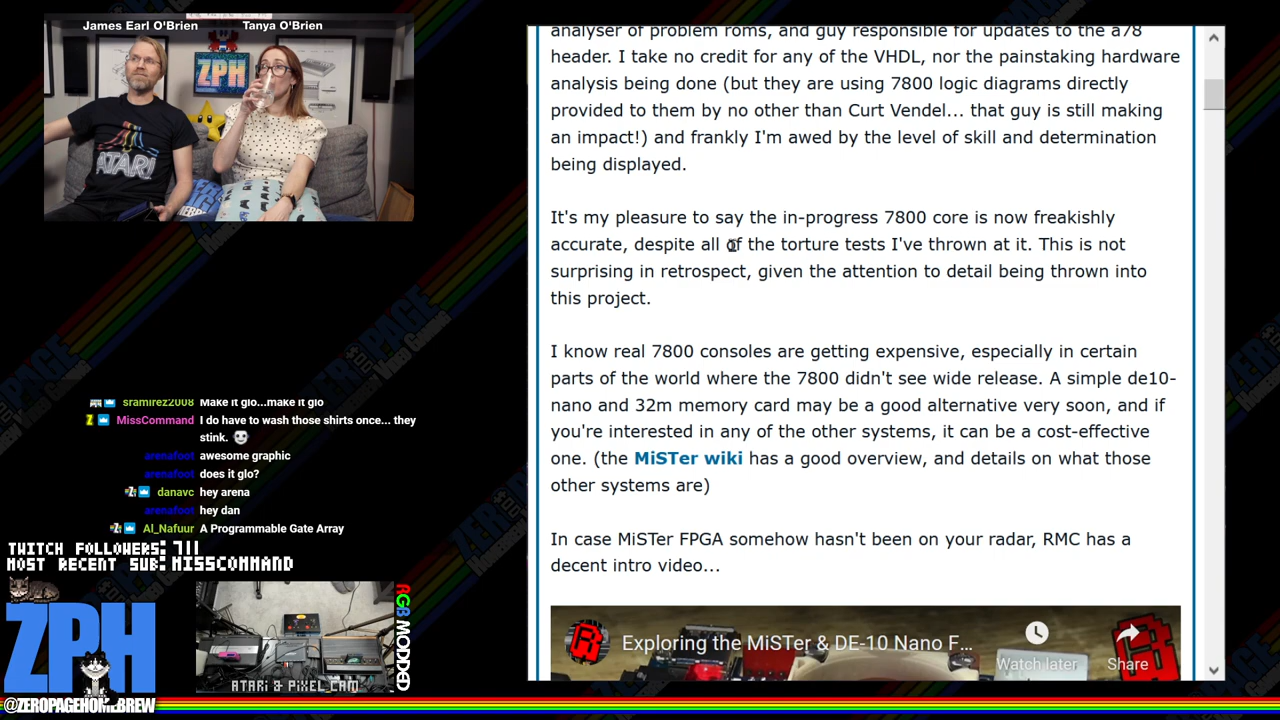 James Earl O'Brien
Tanya O'Brien
ZPH
ATARI
analyser of problem roms, and guy responsible for updates to the a78
header. I take no credit for any of the VHDL, nor the painstaking hardware
analysis being done (but they are using 7800 logic diagrams directly
provided to them by no other than Curt Vendel... that guy is still making
an impact!) and frankly I'm awed by the level of skill and determination
being displayed.
It's my pleasure to say the in-progress 7800 core is now freakishly
accurate, despite all of the torture tests I've thrown at it. This is not
surprising in retrospect, given the attention to detail being thrown into
this project.
I know real 7800 consoles are getting expensive, especially in certain
parts of the world where the 7800 didn't see wide release. A simple de10-
nano and 32m memory card may be a good alternative very soon, and if
you're interested in any of the other systems, it can be a cost-effective
one. (the MiSTer wiki has a good overview, and details on what those
other systems are)
In case MiSTer FPGA somehow hasn't been on your radar, RMC has a
decent intro video...
Exploring the MiSTer & DE-10 Nano F...
Watch later
Share
sramirez2008 Make it glo...make it glo
MissCommand I do have to wash those shirts once... they
stink.
arenafoot awesome graphic
arenafoot does it glo?
danavc hey arena
arenafoot hey dan
Al_Nafuur A Programmable Gate Array
TWITCH FOLLOWERS: 711
MOST RECENT SUB: MISSCOMMAND
ZPH
@ZEROPAGEHOMEBREW
ATARI & PIXEL CAM
RGB MODDED